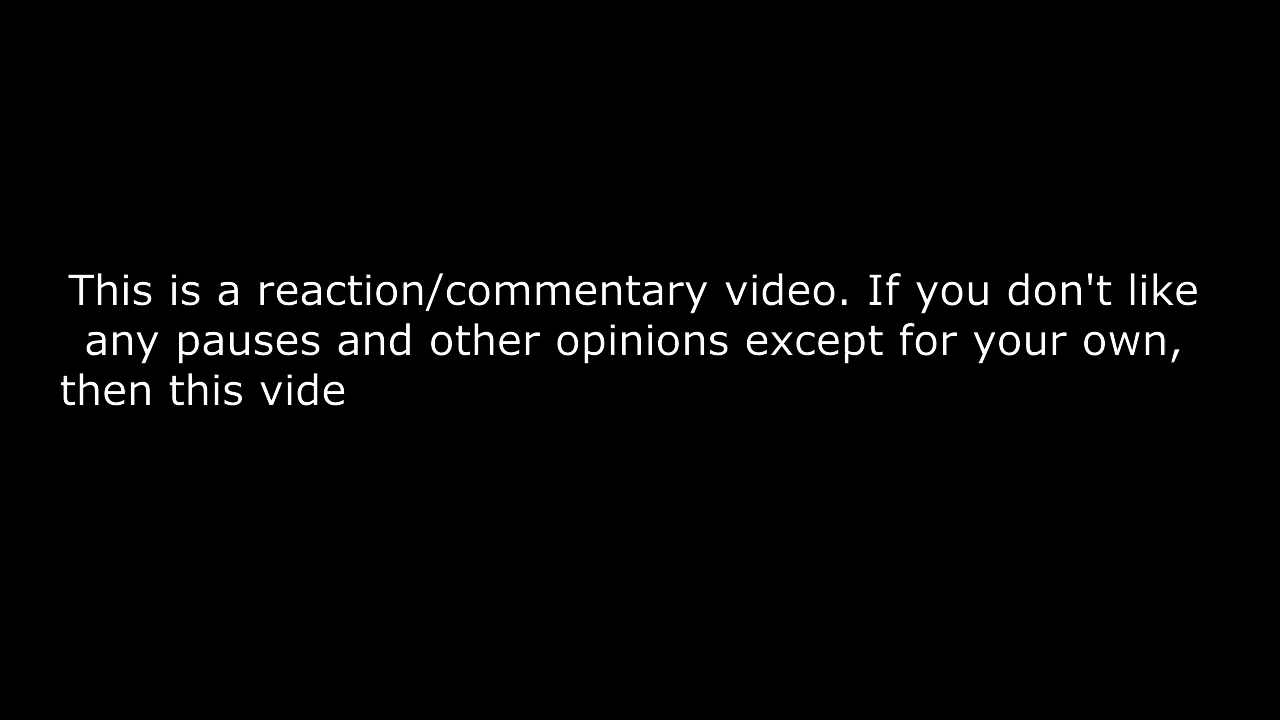 This is a reaction/commentary video. If you don't like
any pauses and other opinions except for your own,
then this vide